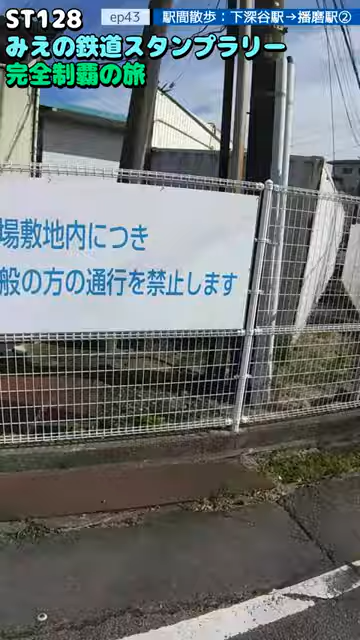 ST128
ep43
駅間散歩：下深谷駅→播磨駅②
みえの鉄道スタンプラリー
完全制覇の旅
場敷地内につき
般の方の通行を禁止します